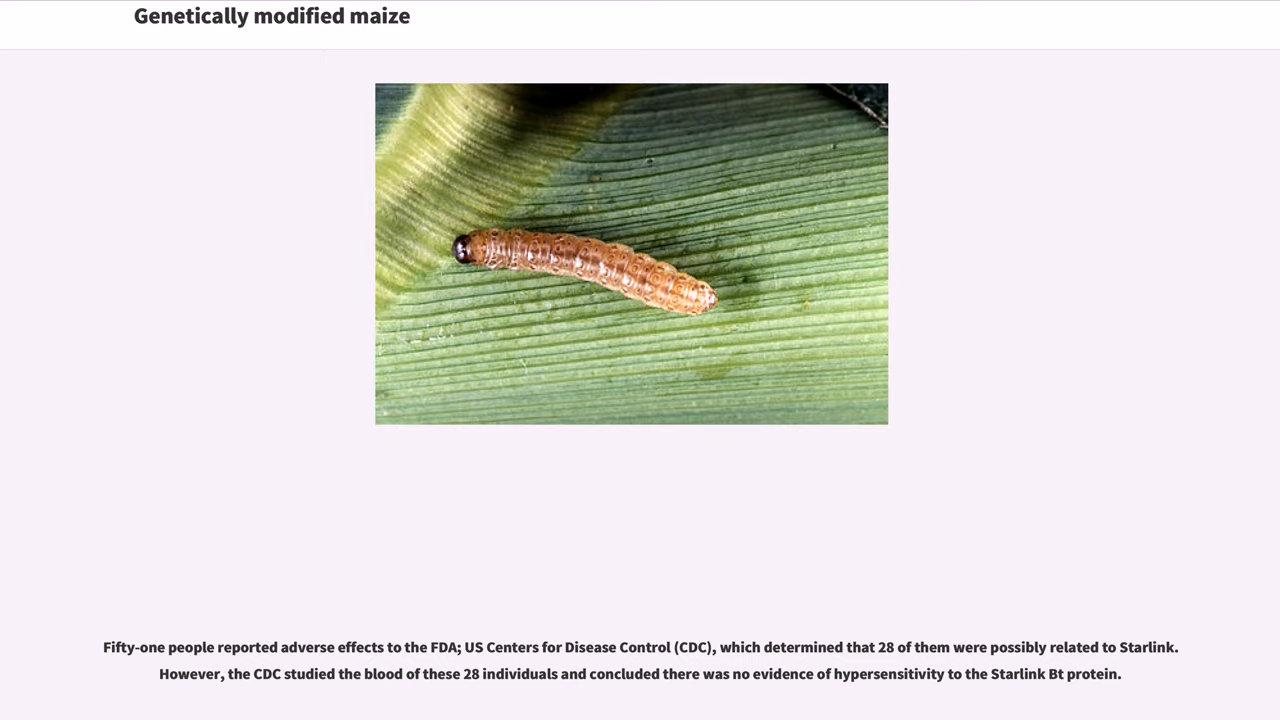 Genetically modified maize
Fifty-one people reported adverse effects to the FDA; US Centers for Disease Control (CDC), which determined that 28 of them were possibly related to Starlink.
However, the CDC studied the blood of these 28 individuals and concluded there was no evidence of hypersensitivity to the Starlink Bt protein.